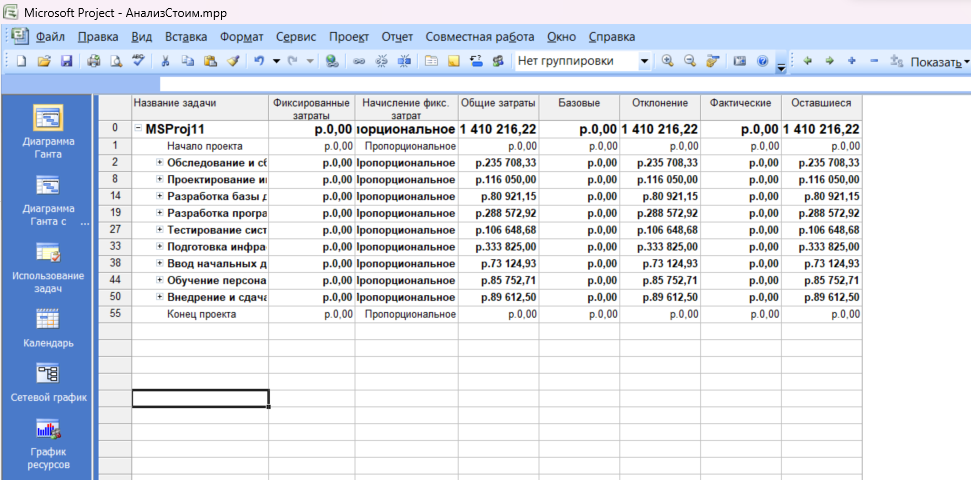 Microsoft Project - АнализСтоим.mpp
Файл Правка Вид Вставка Формат Сервис Проект Отчет Совместная работа Окно Справка
Нет группировки Показать
Название задачи Фиксированные затраты Начисление фикс. затрат Общие затраты Базовые Отклонение Фактические Оставшиеся
0 MSProj11 р.0,00 порциональное 1 410 216,22 р.0,00 1 410 216,22 р.0,00 1 410 216,22
1 Начало проекта р.0,00 Пропорциональное р.0,00 р.0,00 р.0,00 р.0,00 р.0,00
2 Обследование и сб р.0,00 Пропорциональное р.235 708,33 р.0,00 р.235 708,33 р.0,00 р.235 708,33
8 Проектирование и р.0,00 Пропорциональное р.116 050,00 р.0,00 р.116 050,00 р.0,00 р.116 050,00
14 Разработка базы д р.0,00 Пропорциональное р.80 921,15 р.0,00 р.80 921,15 р.0,00 р.80 921,15
19 Разработка програ р.0,00 Пропорциональное р.288 572,92 р.0,00 р.288 572,92 р.0,00 р.288 572,92
27 Тестирование сист р.0,00 Пропорциональное р.106 648,68 р.0,00 р.106 648,68 р.0,00 р.106 648,68
33 Подготовка инфра р.0,00 Пропорциональное р.333 825,00 р.0,00 р.333 825,00 р.0,00 р.333 825,00
38 Ввод начальных д р.0,00 Пропорциональное р.73 124,93 р.0,00 р.73 124,93 р.0,00 р.73 124,93
44 Обучение персона р.0,00 Пропорциональное р.85 752,71 р.0,00 р.85 752,71 р.0,00 р.85 752,71
50 Внедрение и сдача р.0,00 Пропорциональное р.89 612,50 р.0,00 р.89 612,50 р.0,00 р.89 612,50
55 Конец проекта р.0,00 Пропорциональное р.0,00 р.0,00 р.0,00 р.0,00 р.0,00
Диаграмма
Ганта
Диаграмма
Ганта с ...
Использование
задач
Календарь
Сетевой график
График
ресурсов